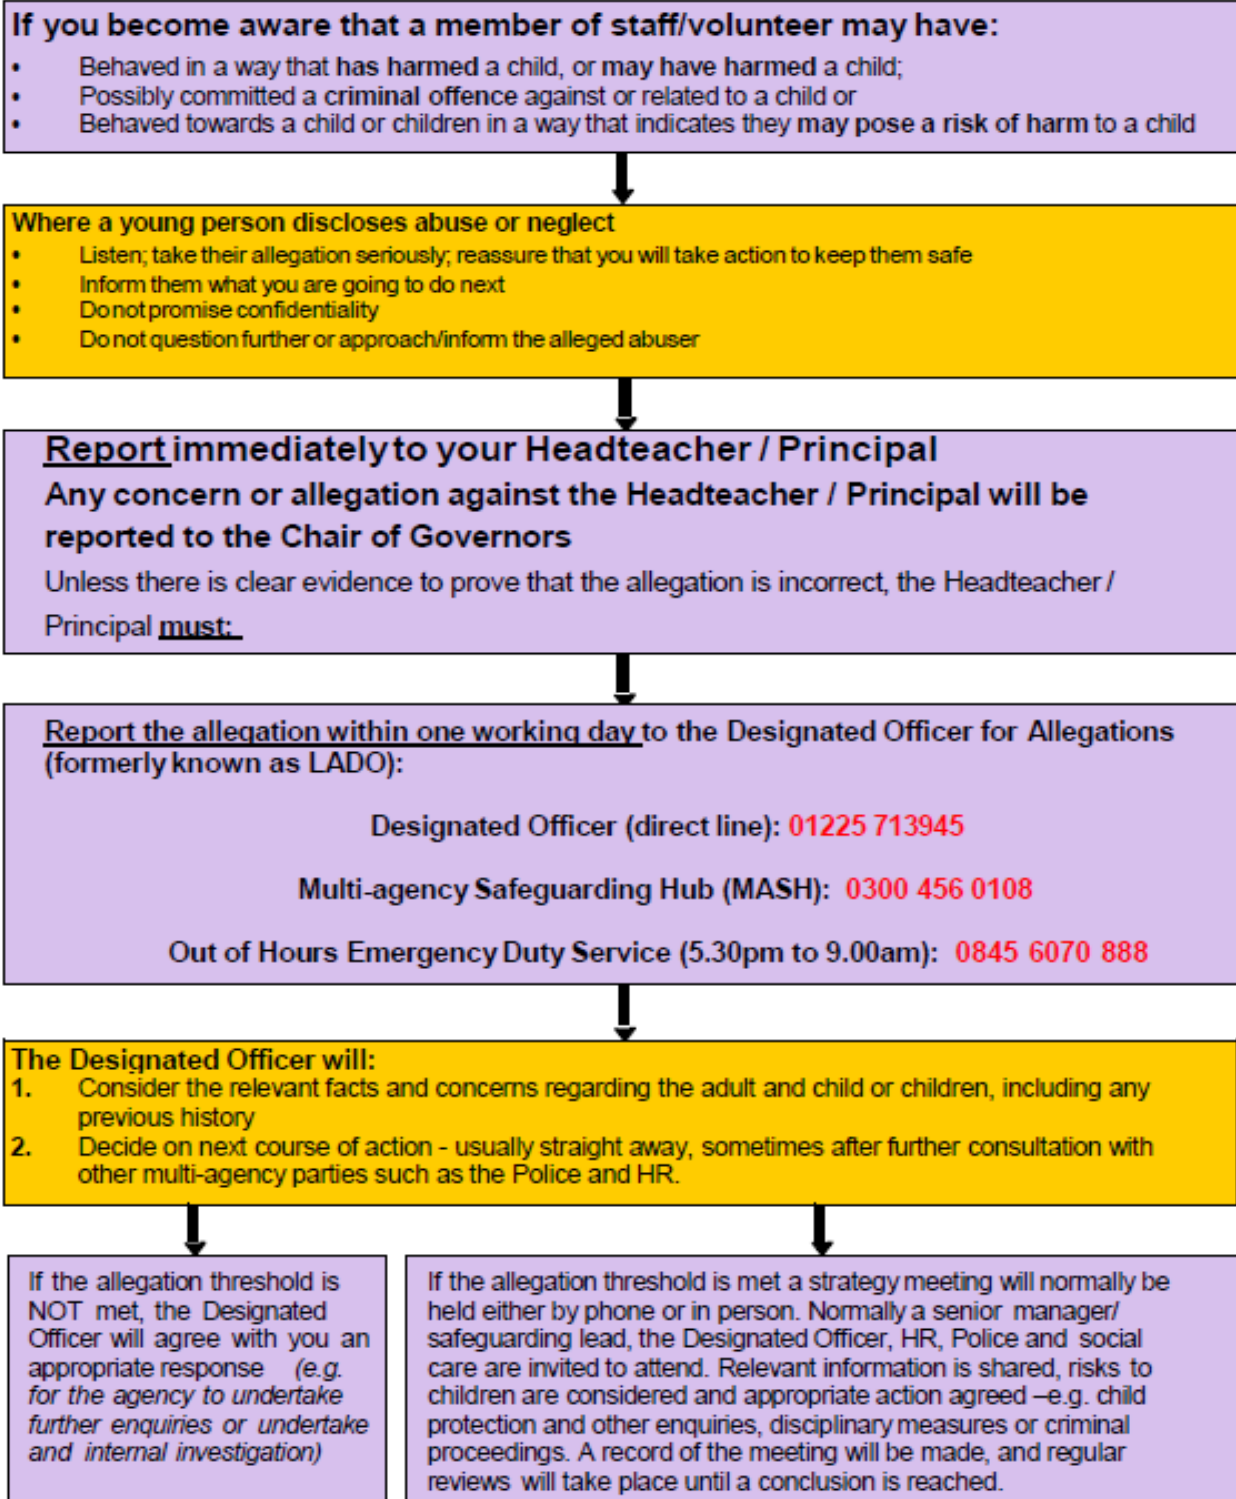 If you become aware that a member of staff/volunteer may have:
• Behaved in a way that has harmed a child, or may have harmed a child;
• Possibly committed a criminal offence against or related to a child or
• Behaved towards a child or children in a way that indicates they may pose a risk of harm to a child
Where a young person discloses abuse or neglect
• Listen; take their allegation seriously; reassure that you will take action to keep them safe
• Inform them what you are going to do next
• Do not promise confidentiality
• Do not question further or approach/inform the alleged abuser
Report immediately to your Headteacher / Principal
Any concern or allegation against the Headteacher / Principal will be
reported to the Chair of Governors
Unless there is clear evidence to prove that the allegation is incorrect, the Headteacher /
Principal must:
Report the allegation within one working day to the Designated Officer for Allegations
(formerly known as LADO):
Designated Officer (direct line): 01225 713945
Multi-agency Safeguarding Hub (MASH): 0300 456 0108
Out of Hours Emergency Duty Service (5.30pm to 9.00am): 0845 6070 888
The Designated Officer will:
1. Consider the relevant facts and concerns regarding the adult and child or children, including any
previous history
2. Decide on next course of action - usually straight away, sometimes after further consultation with
other multi-agency parties such as the Police and HR.
If the allegation threshold is
NOT met, the Designated
Officer will agree with you an
appropriate response (e.g.
for the agency to undertake
further enquiries or undertake
and internal investigation)
If the allegation threshold is met a strategy meeting will normally be
held either by phone or in person. Normally a senior manager/
safeguarding lead, the Designated Officer, HR, Police and social
care are invited to attend. Relevant information is shared, risks to
children are considered and appropriate action agreed –e.g. child
protection and other enquiries, disciplinary measures or criminal
proceedings. A record of the meeting will be made, and regular
reviews will take place until a conclusion is reached.